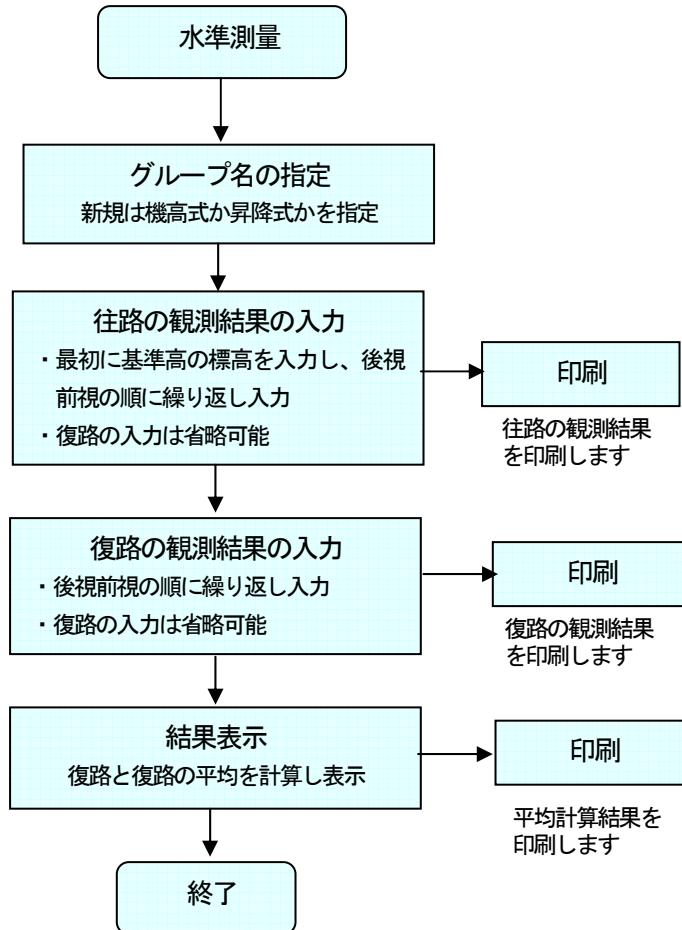 水準測量
グループ名の指定
新規は機高式か昇降式かを指定
往路の観測結果の入力
・最初に基準高の標高を入力し、後視
前視の順に繰り返し入力
・復路の入力は省略可能
印刷
往路の観測結果
を印刷します
復路の観測結果の入力
・後視前視の順に繰り返し入力
・復路の入力は省略可能
印刷
復路の観測結果
を印刷します
結果表示
復路と復路の平均を計算し表示
印刷
平均計算結果を
印刷します
終了